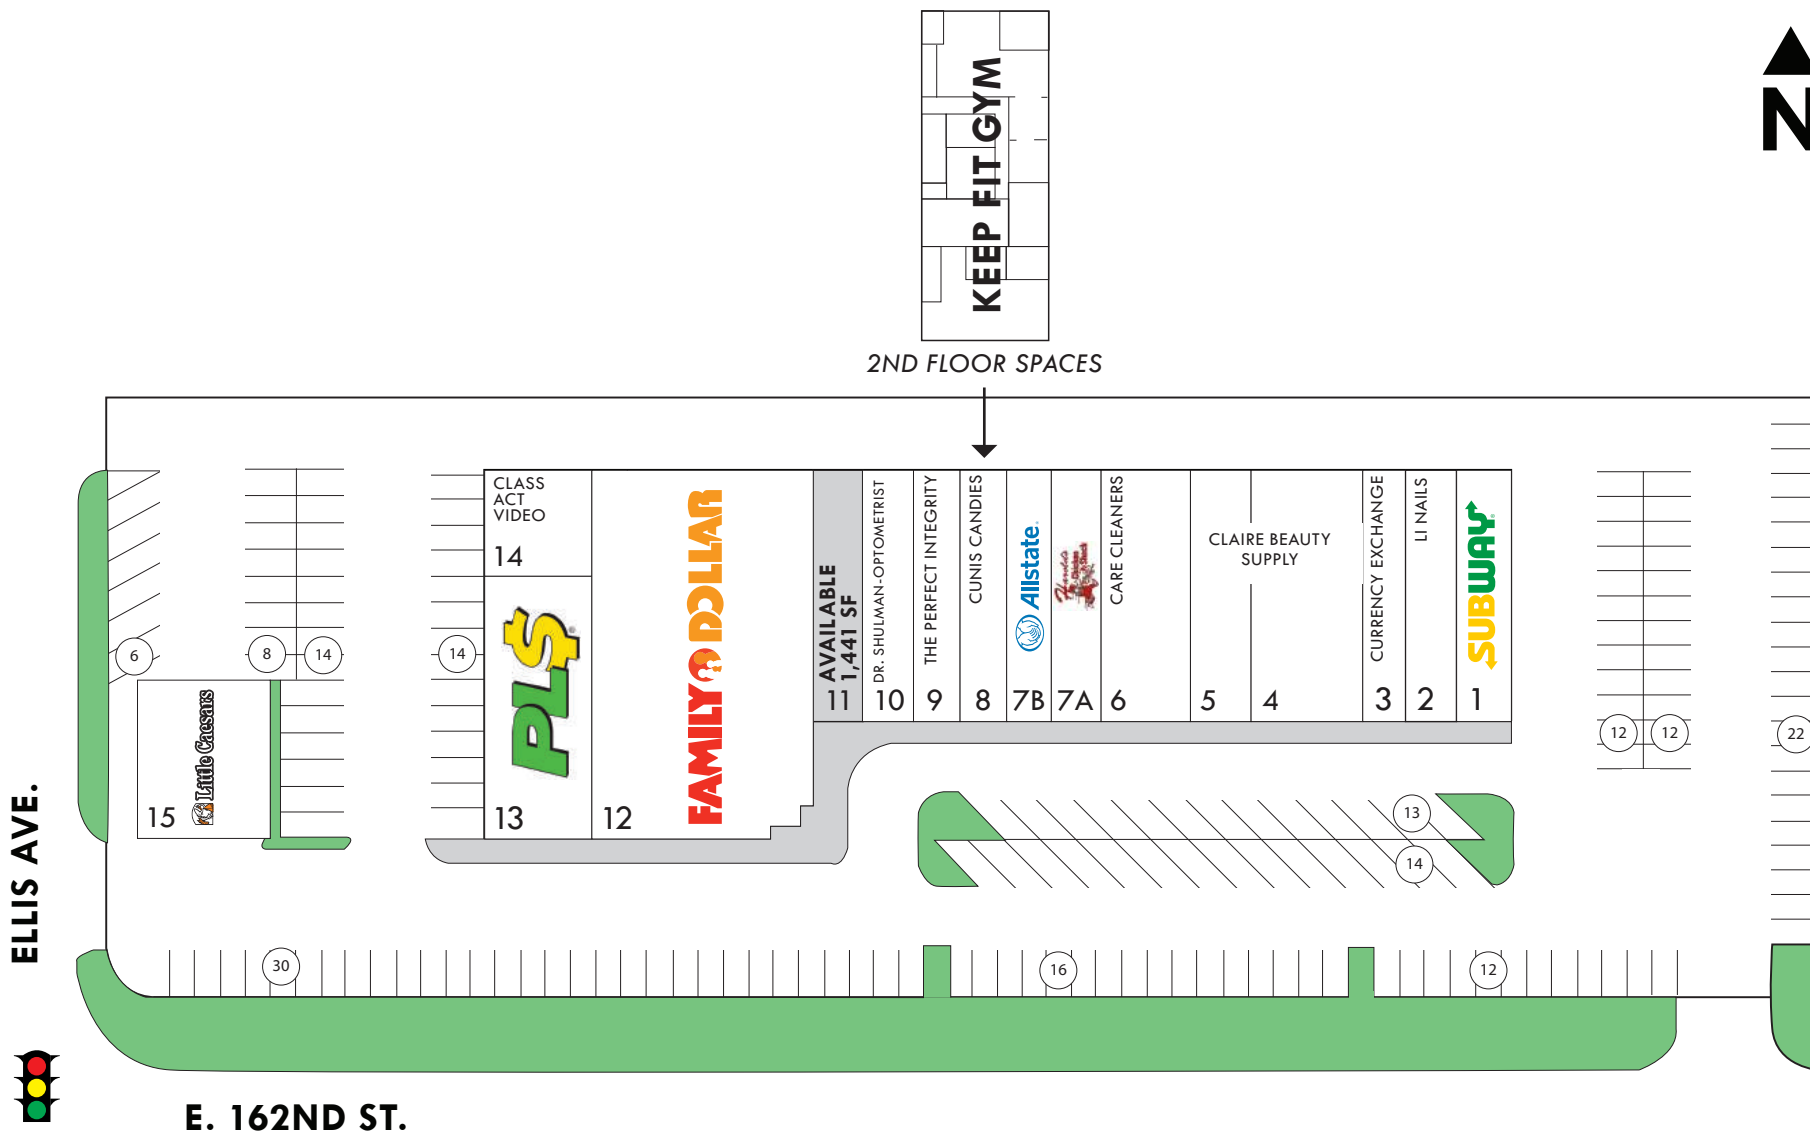 KEEP FIT GYM
N
2ND FLOOR SPACES
CLASS
ACT
VIDEO
14
PLS
13
FAMILY DOLLAR
12
AVAILABLE
1,441 SF
11
DR. SHULMAN-OPTOMETRIST
10
THE PERFECT INTEGRITY
9
CUNIS CANDIES
8
Allstate
7B
7A
CARE CLEANERS
6
5
CLAIRE BEAUTY
SUPPLY
4
CURRENCY EXCHANGE
3
LI NAILS
2
SUBWAY
1
6
8
14
14
12
12
22
Little Caesars
15
13
14
30
16
12
ELLIS AVE.
E. 162ND ST.